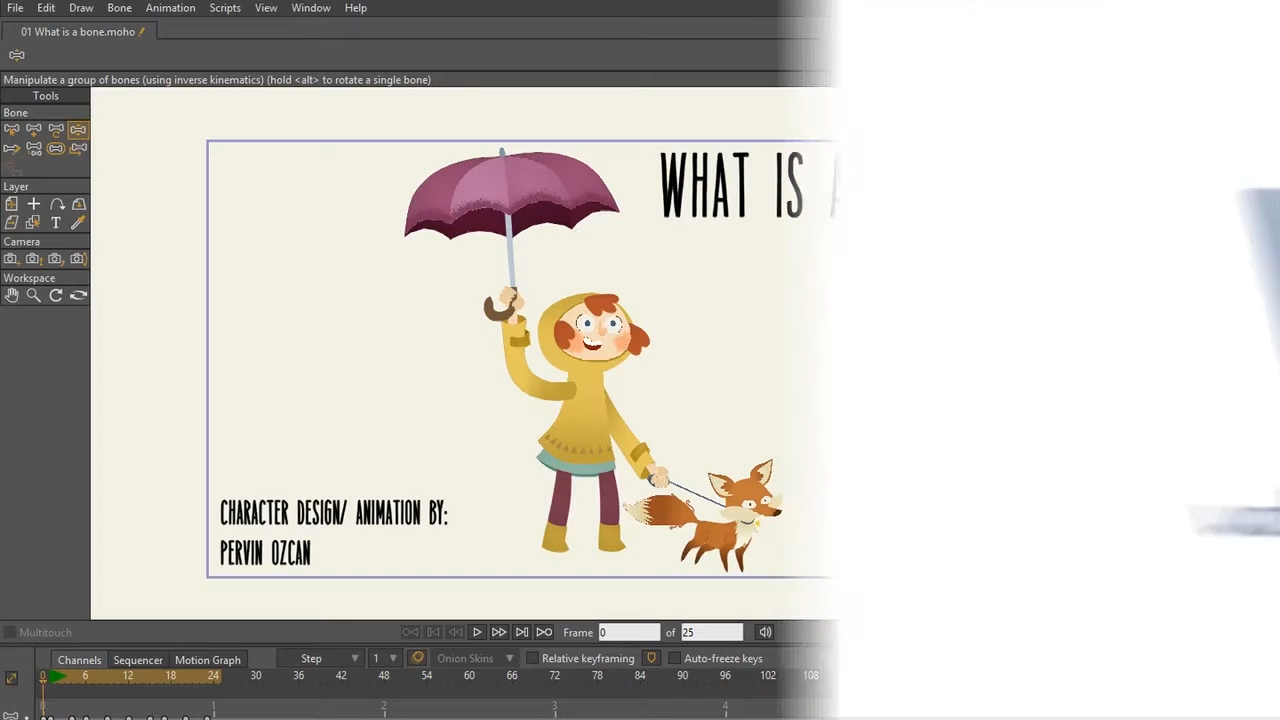 File Edit Draw Bone Animation Scripts View Window Help
01 What is a bone.moho
Manipulate a group of bones (using inverse kinematics) (hold <alt> to rotate a single bone)
Tools
Bone
Layer
Camera
Workspace
WHAT IS
CHARACTER DESIGN/ ANIMATION BY:
PERVIN OZCAN
Multitouch
Frame 0 of 25
Channels Sequencer Motion Graph Step 1 Onion Skins Relative keyframing Auto-freeze keys
0 6 12 18 24 30 36 42 48 54 60 66 72 78 84 90 96 102 108
0 1 2 3 4